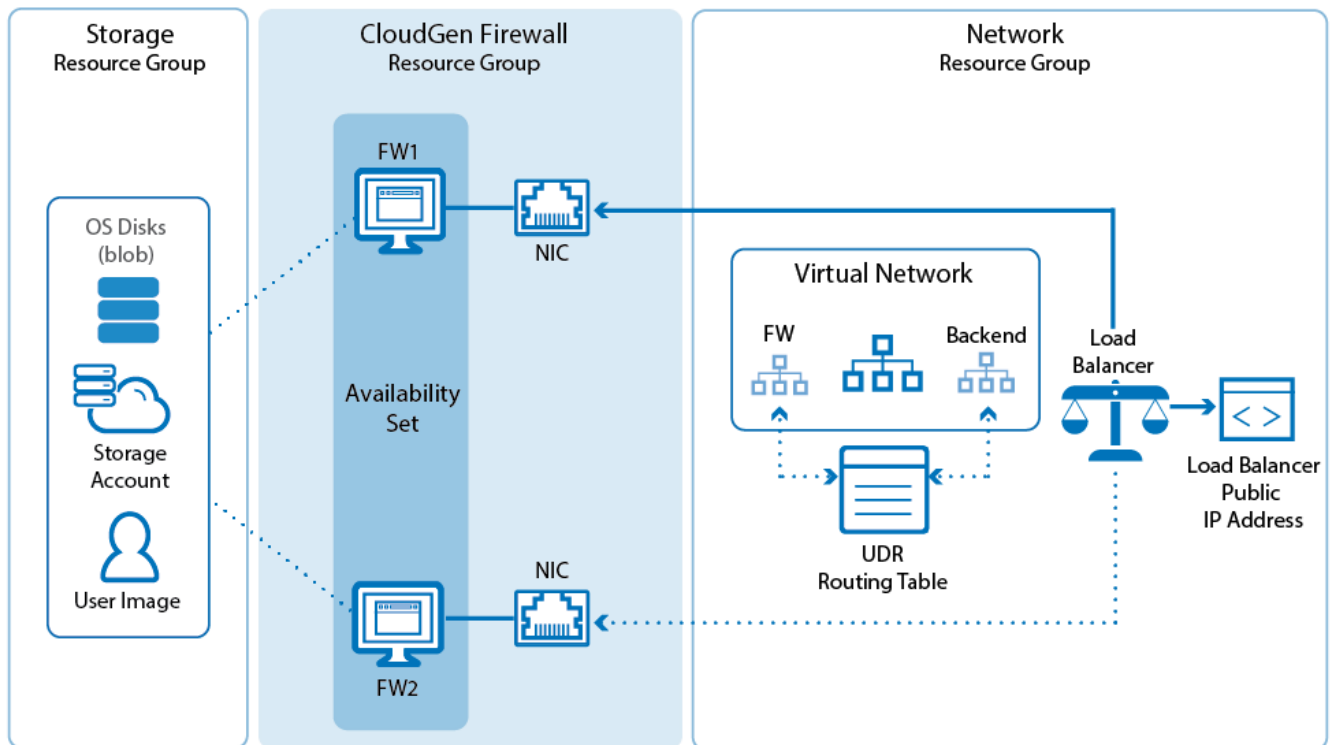 Storage
Resource Group
OS Disks
(blob)
Storage
Account
User Image
CloudGen Firewall
Resource Group
FW1
NIC
Availability
Set
NIC
FW2
Network
Resource Group
Virtual Network
FW
Backend
UDR
Routing Table
Load
Balancer
< >
Load Balancer
Public
IP Address